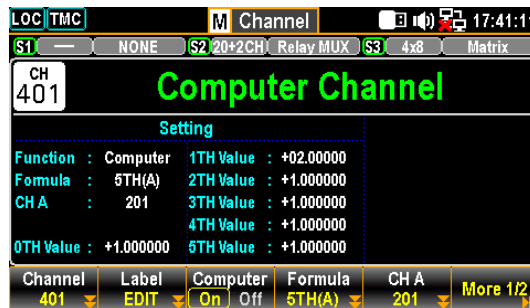 LOC TMC M Channel 17:41:1
S1 — NONE S2 20+2CH Relay MUX S3 4x8 Matrix
CH
401
Computer Channel
Setting
Function : Computer 1TH Value : +02.00000
Formula : 5TH(A) 2TH Value : +1.000000
CH A : 201 3TH Value : +1.000000
4TH Value : +1.000000
0TH Value : +1.000000 5TH Value : +1.000000
Channel Label Computer Formula CH A More 1/2
401 EDIT On Off 5TH(A) 201